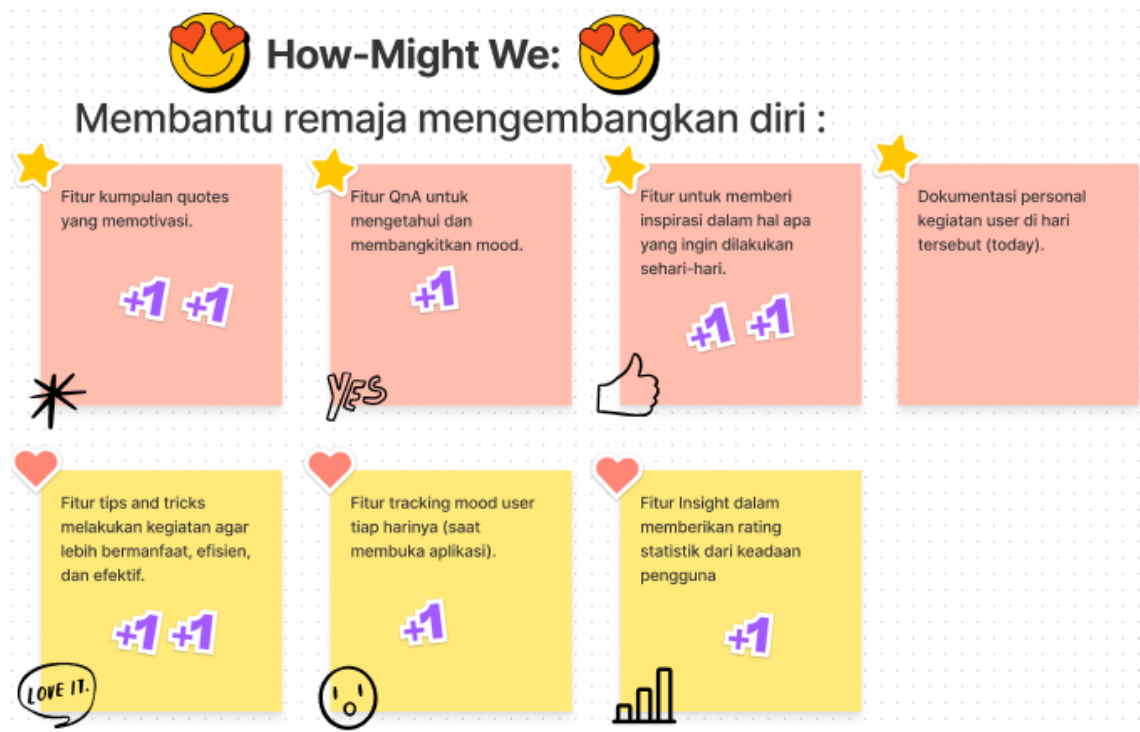 How-Might We:
Membantu remaja mengembangkan diri :
Fitur kumpulan quotes
yang memotivasi.
+1 +1
Fitur QnA untuk
mengetahui dan
membangkitkan mood.
+1
YES
Fitur untuk memberi
inspirasi dalam hal apa
yang ingin dilakukan
sehari-hari.
+1 +1
Dokumentasi personal
kegiatan user di hari
tersebut (today).
Fitur tips and tricks
melakukan kegiatan agar
lebih bermanfaat, efisien,
dan efektif.
+1 +1
LOVE IT.
Fitur tracking mood user
tiap harinya (saat
membuka aplikasi).
+1
Fitur Insight dalam
memberikan rating
statistik dari keadaan
pengguna
+1